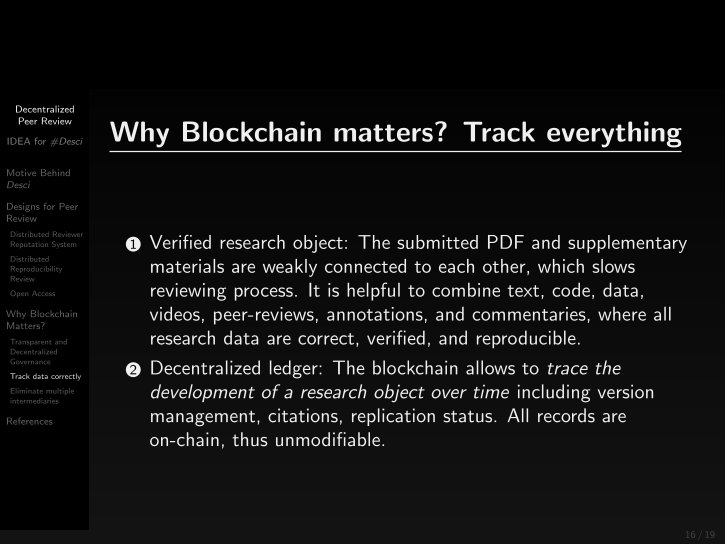 Decentralized
Peer Review
IDEA for #Desci
Motive Behind
Desci
Designs for Peer
Review
Distributed Reviewer
Reputation System
Distributed
Reproducibility
Review
Open Access
Why Blockchain
Matters?
Transparent and
Decentralized
Governance
Track data correctly
Eliminate multiple
intermediaries
References
Why Blockchain matters? Track everything
1 Verified research object: The submitted PDF and supplementary
materials are weakly connected to each other, which slows
reviewing process. It is helpful to combine text, code, data,
videos, peer-reviews, annotations, and commentaries, where all
research data are correct, verified, and reproducible.
2 Decentralized ledger: The blockchain allows to trace the
development of a research object over time including version
management, citations, replication status. All records are
on-chain, thus unmodifiable.
16 / 19